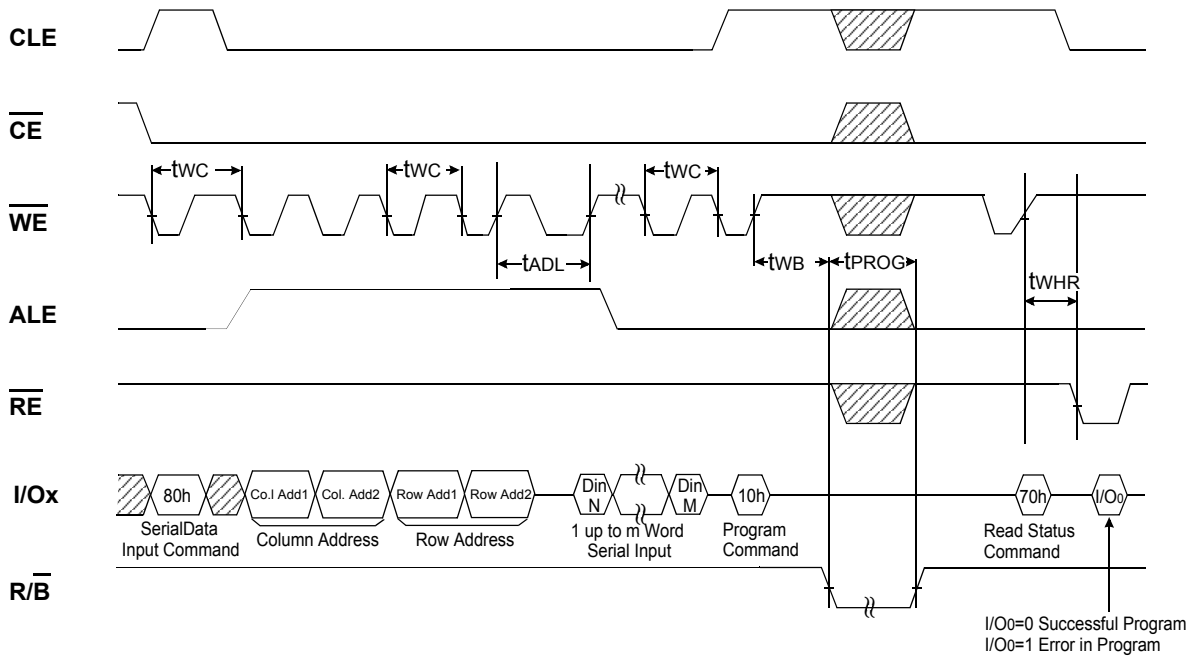 CLE
CE
tWC
tWC
tWC
WE
tADL
tWB
tPROG
tWHR
ALE
RE
I/Ox
80h
Co.l Add1
Col. Add2
Row Add1
Row Add2
Din
N
Din
M
10h
70h
I/O0
SerialData
Input Command
Column Address
Row Address
1 up to m Word
Serial Input
Program
Command
Read Status
Command
R/B
I/O0=0 Successful Program
I/O0=1 Error in Program